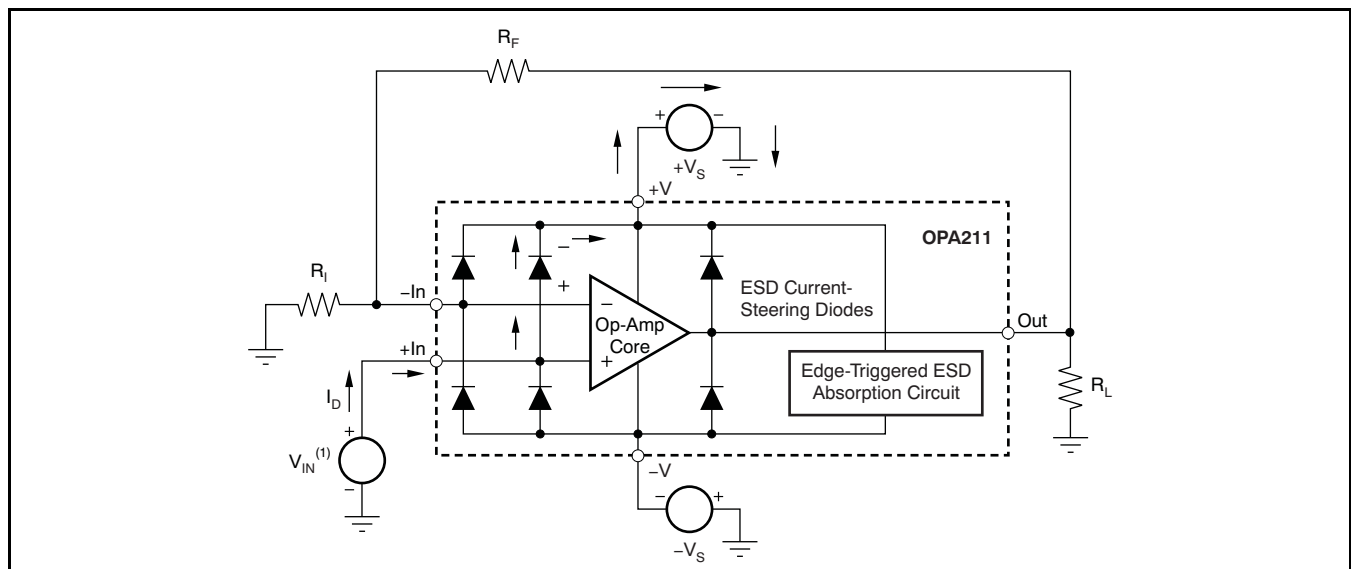 R_F
+ −
+V_S
+V
OPA211
−
+
R_I
−In
−
Op-Amp
Core
+
ESD Current-
Steering Diodes
Out
+In
Edge-Triggered ESD
Absorption Circuit
R_L
I_D
+
V_IN^(1)
−
−V
− +
−V_S